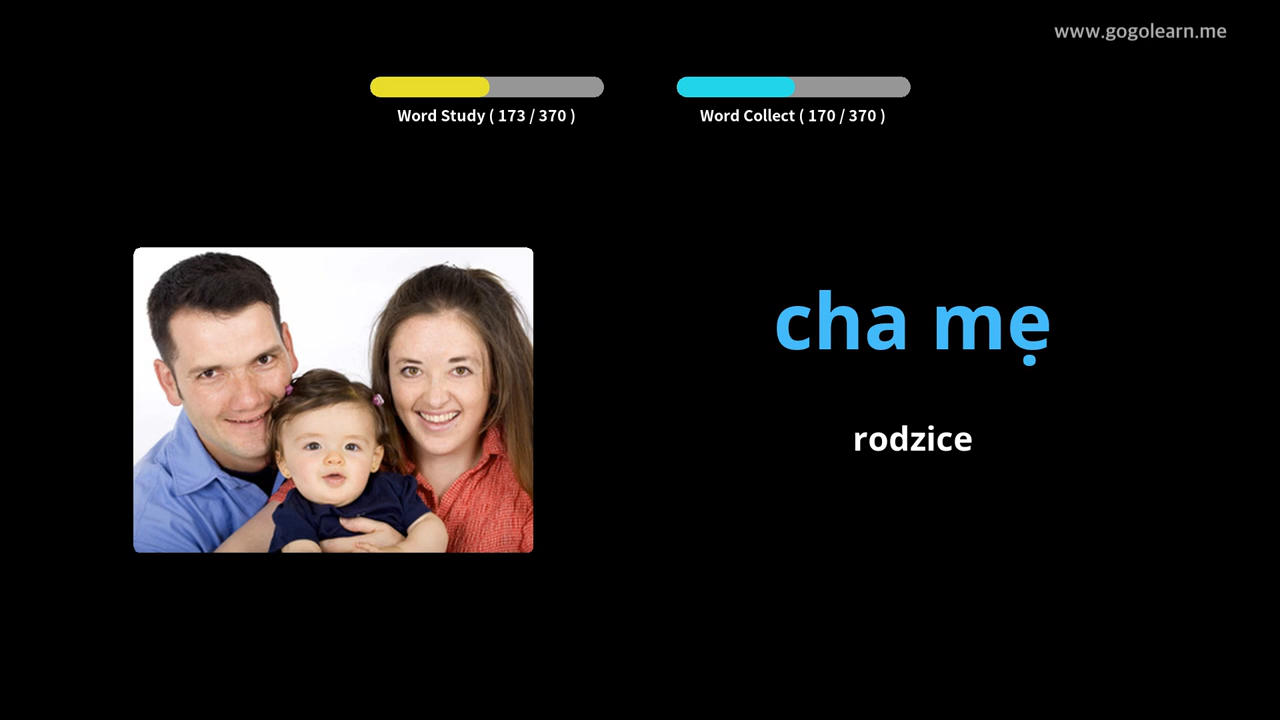 www.gogolearn.me
Word Study ( 173 / 370 )
Word Collect ( 170 / 370 )
cha mẹ
rodzice